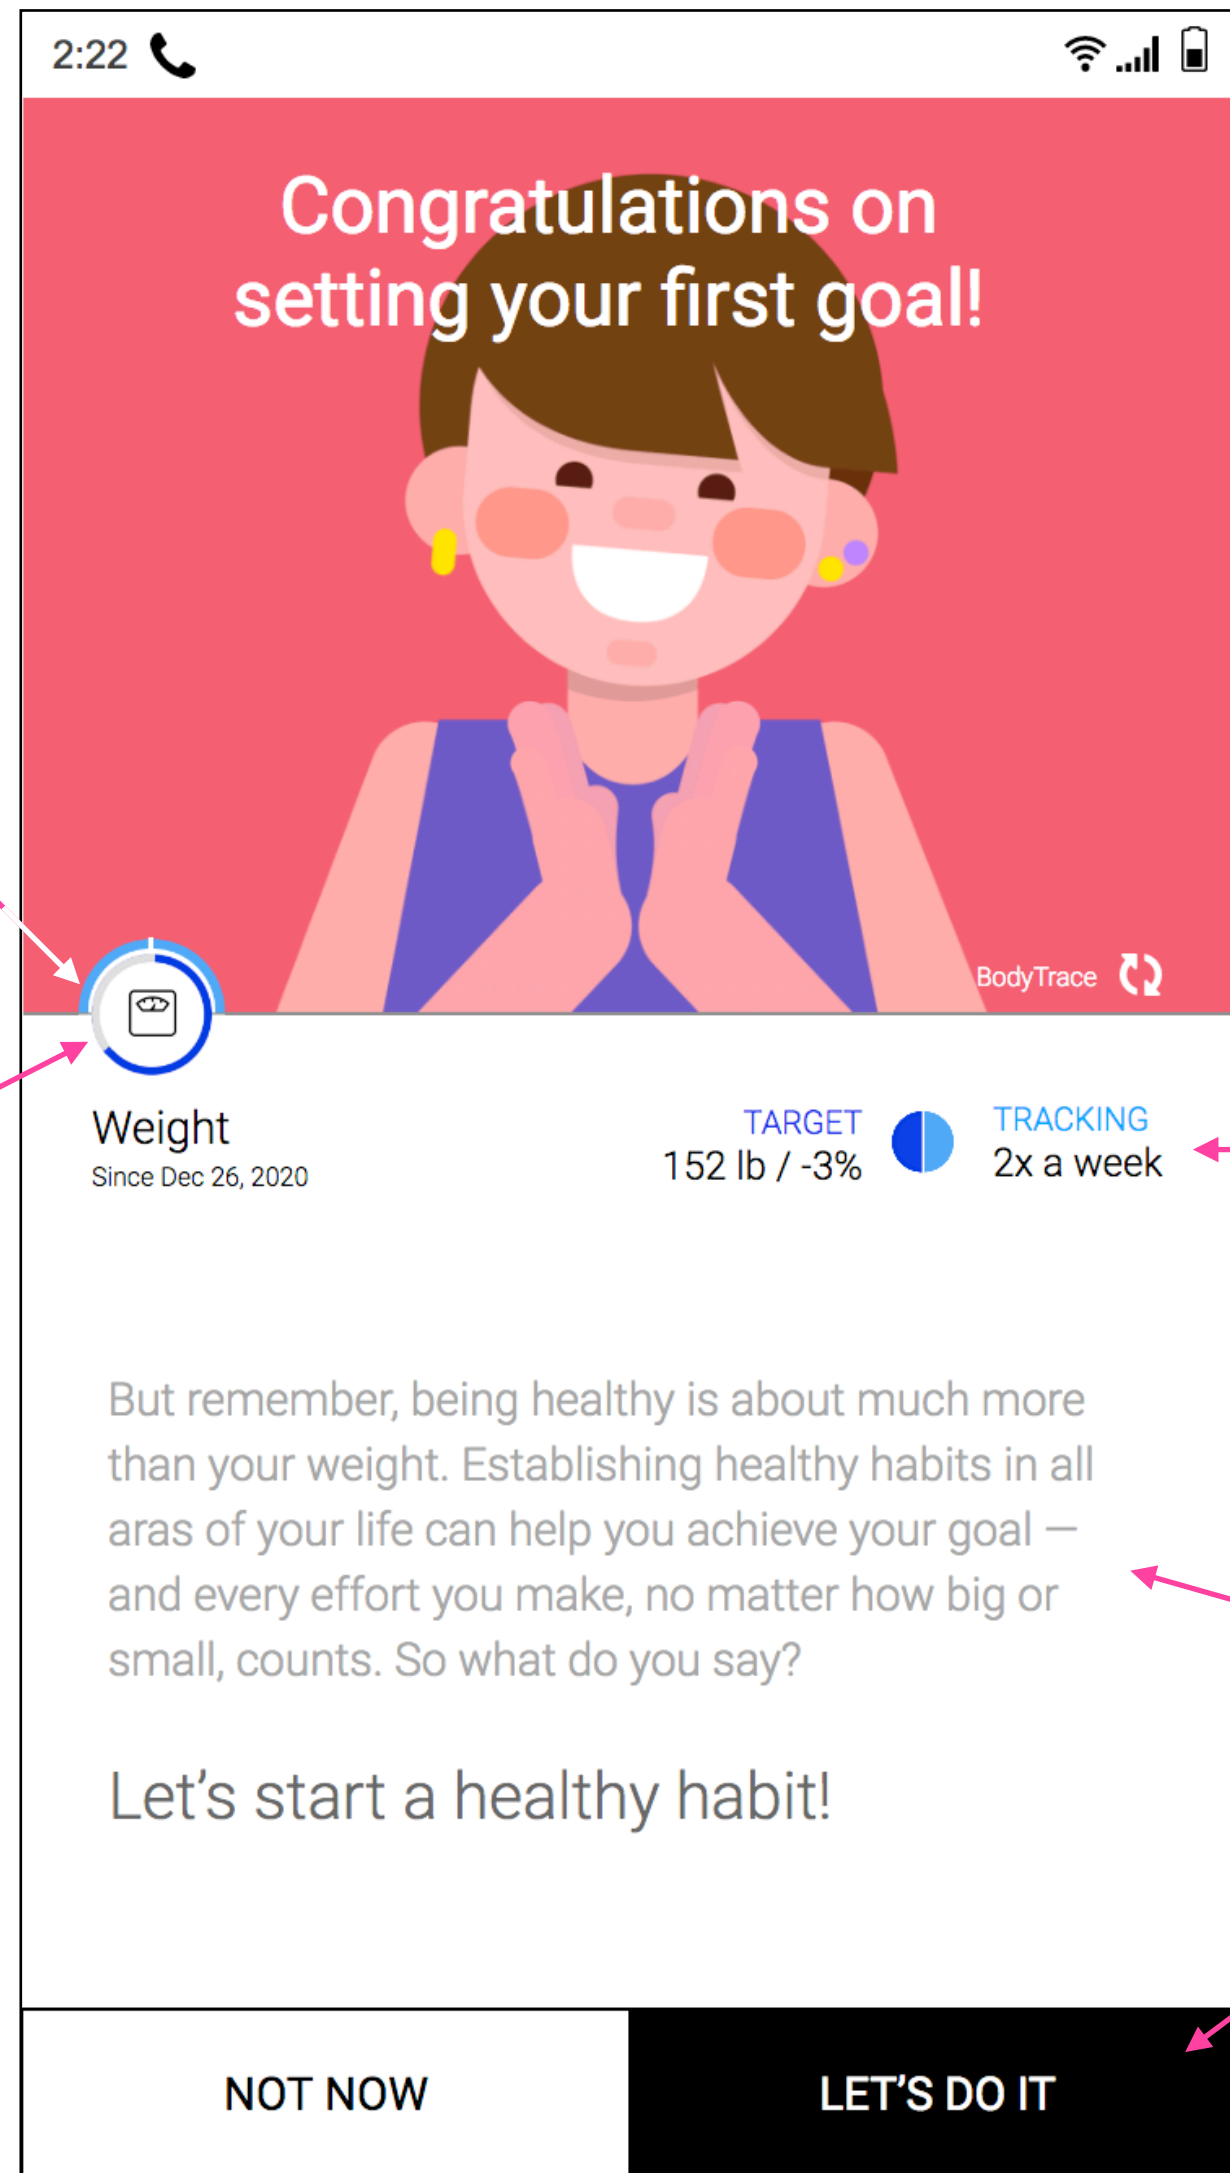 2:22
Congratulations on
setting your first goal!
BodyTrace
Weight
Since Dec 26, 2020
TARGET
152 lb / -3%
TRACKING
2x a week
But remember, being healthy is about much more
than your weight. Establishing healthy habits in all
aras of your life can help you achieve your goal —
and every effort you make, no matter how big or
small, counts. So what do you say?
Let’s start a healthy habit!
NOT NOW
LET’S DO IT